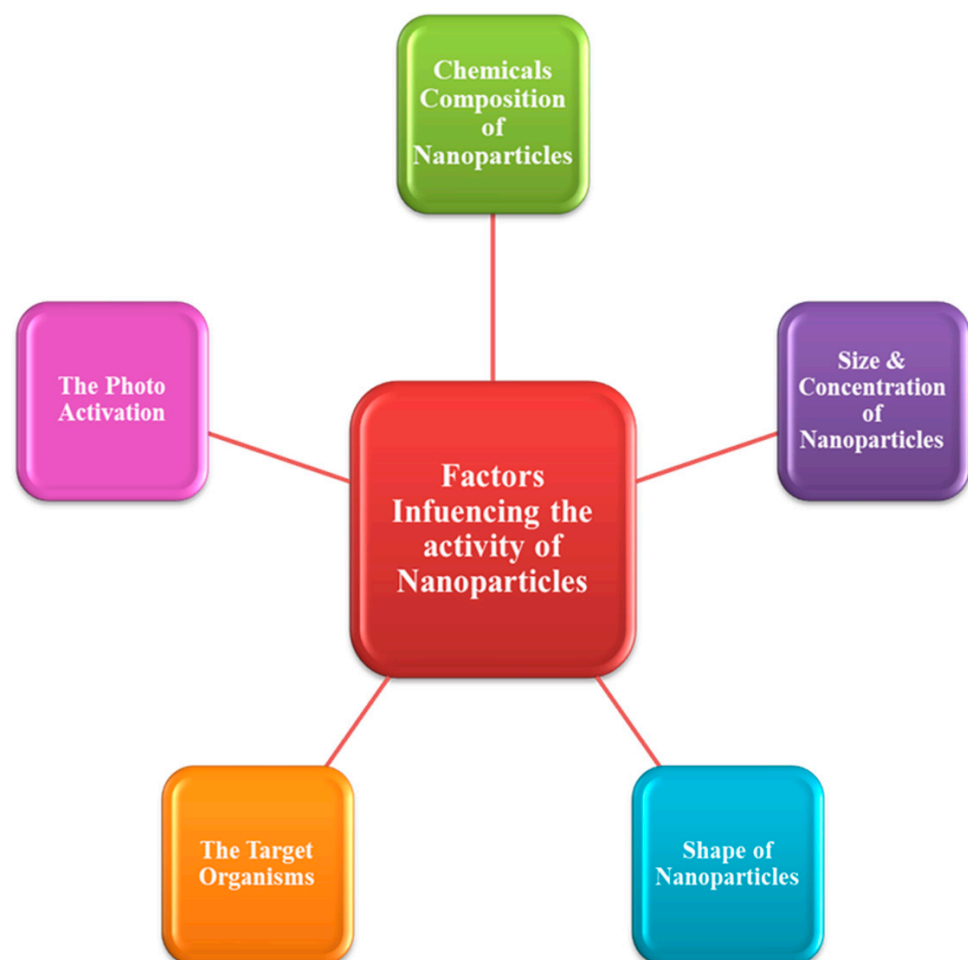 Chemicals
Composition
of
Nanoparticles
The Photo
Activation
Size &
Concentration
of
Nanoparticles
Factors
Infuencing the
activity of
Nanoparticles
The Target
Organisms
Shape of
Nanoparticles